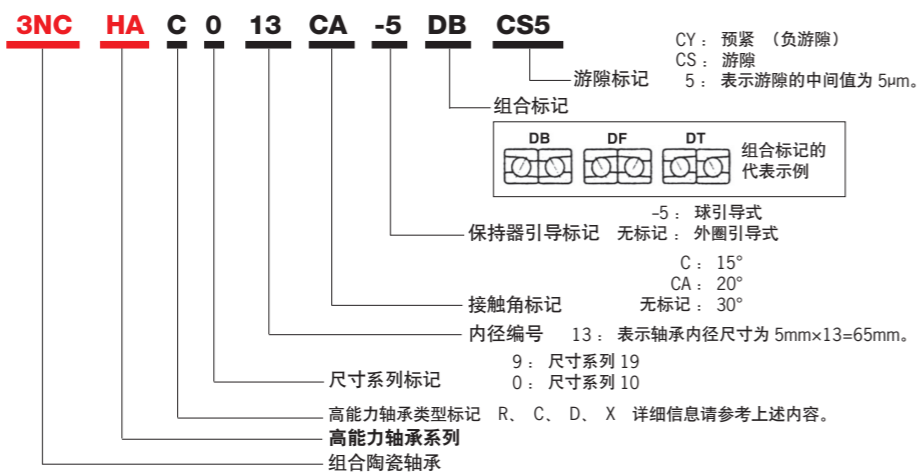 3NC HA C 0 13 CA -5 DB CS5
CY： 预紧 （负游隙）
CS： 游隙
游隙标记 5： 表示游隙的中间值为 5μm。
组合标记
DB DF DT
组合标记的
代表示例
-5： 球引导式
保持器引导标记 无标记： 外圈引导式
C： 15°
CA： 20°
接触角标记 无标记： 30°
内径编号 13： 表示轴承内径尺寸为 5mm×13=65mm。
9： 尺寸系列 19
尺寸系列标记 0： 尺寸系列 10
高能力轴承类型标记 R、 C、 D、 X 详细信息请参考上述内容。
高能力轴承系列
组合陶瓷轴承